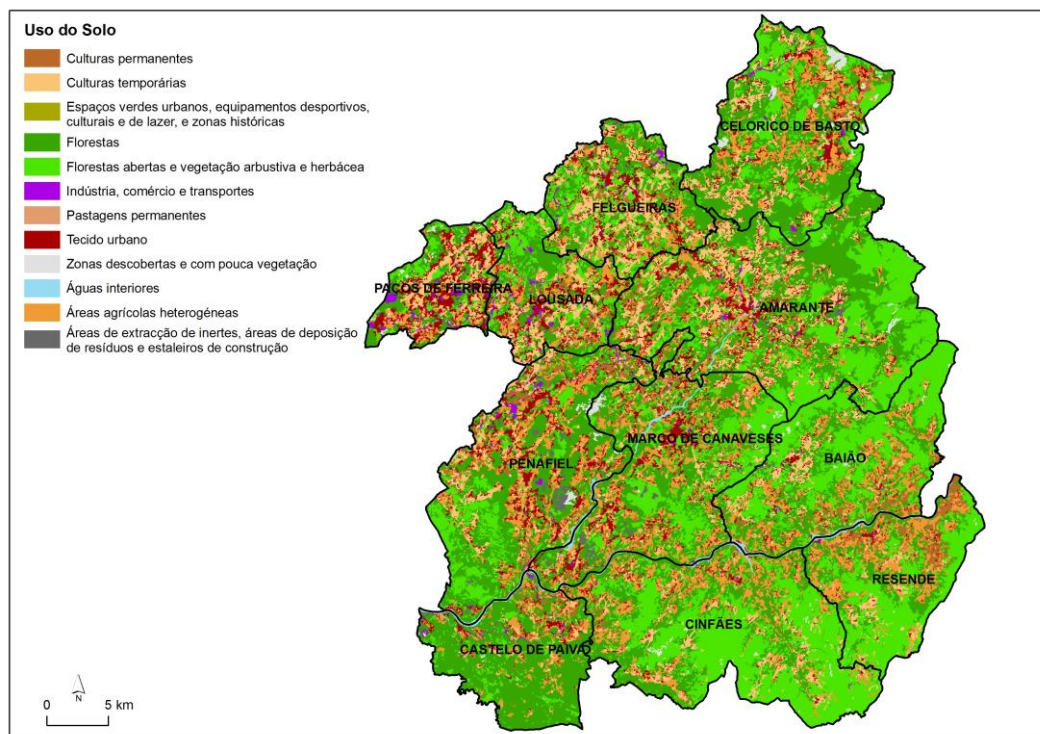 Uso do Solo
Culturas permanentes
Culturas temporárias
Espaços verdes urbanos, equipamentos desportivos,
culturais e de lazer, e zonas históricas
Florestas
Florestas abertas e vegetação arbustiva e herbácea
Indústria, comércio e transportes
Pastagens permanentes
Tecido urbano
Zonas descobertas e com pouca vegetação
Águas interiores
Áreas agrícolas heterogéneas
Áreas de extracção de inertes, áreas de deposição
de resíduos e estaleiros de construção
CELORICO DE BASTO
FELGUEIRAS
PAÇOS DE FERREIRA
LOUSADA
AMARANTE
MARCO DE CANAVESES
PENAFIEL
BAIÃO
RESENDE
CINFÃES
CASTELO DE PAIVA
N
0 5 km